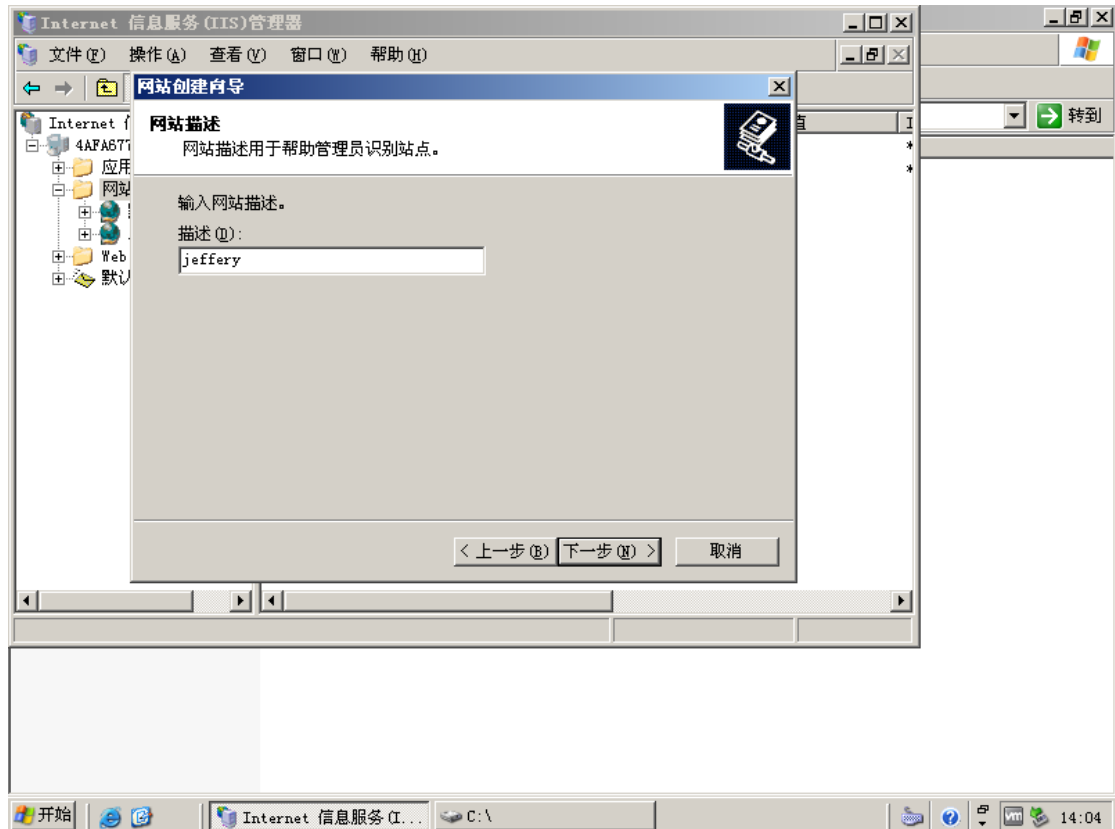 Internet 信息服务(IIS)管理器
文件(F) 操作(A) 查看(V) 窗口(W) 帮助(H)
网站创建向导
网站描述
网站描述用于帮助管理员识别站点。
输入网站描述。
描述(D):
jeffery
< 上一步(B) 下一步(N) > 取消
Internet
4AFA677
应用
网站
Web
默认
值
转到
开始
Internet 信息服务(I...
C:\
14:04